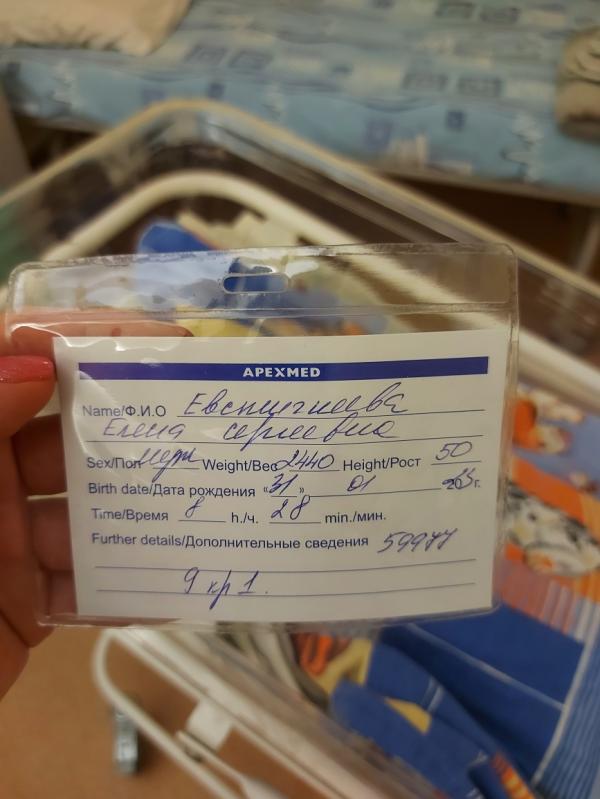 APEXMED
Name/Ф.И.О
Елена сергеевна
Sex/Пол муж Weight/Вес 2440 Height/Рост 50
Birth date/Дата рождения "31" 01 20 г.
Time/Время 8 h./ч. 28 min./мин.
Further details/Дополнительные сведения 59977
9 кр 1.